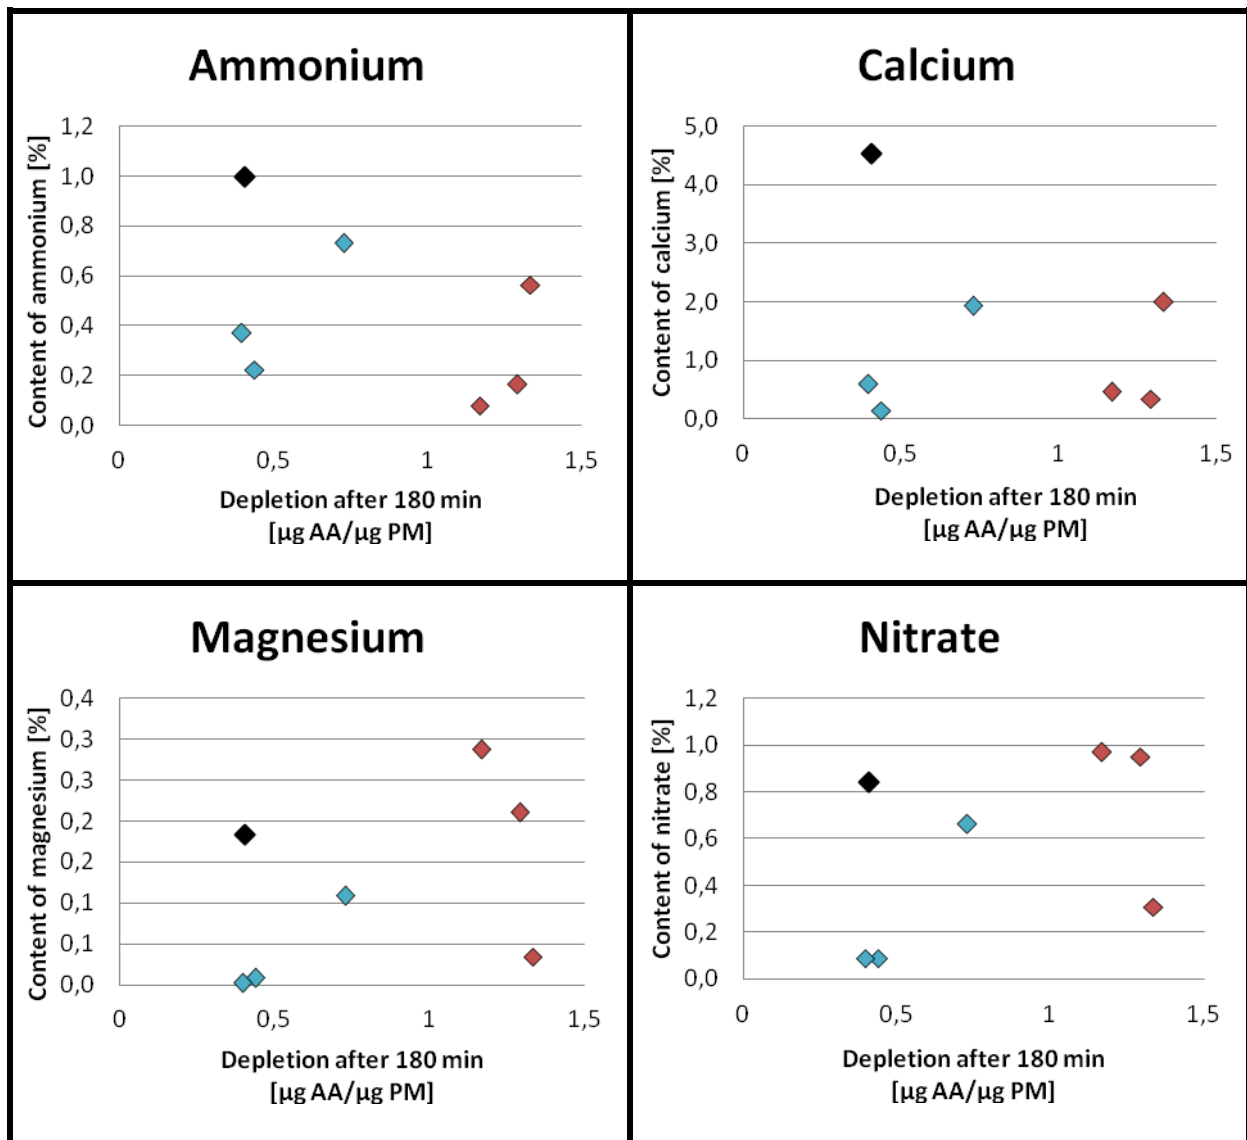 Ammonium
Content of ammonium [%]
1,2
1,0
0,8
0,6
0,4
0,2
0,0
0 0,5 1 1,5
Depletion after 180 min
[µg AA/µg PM]
Calcium
Content of calcium [%]
5,0
4,0
3,0
2,0
1,0
0,0
0 0,5 1 1,5
Depletion after 180 min
[µg AA/µg PM]
Magnesium
Content of magnesium [%]
0,4
0,3
0,3
0,2
0,2
0,1
0,1
0,0
0 0,5 1 1,5
Depletion after 180 min
[µg AA/µg PM]
Nitrate
Content of nitrate [%]
1,2
1,0
0,8
0,6
0,4
0,2
0,0
0 0,5 1 1,5
Depletion after 180 min
[µg AA/µg PM]